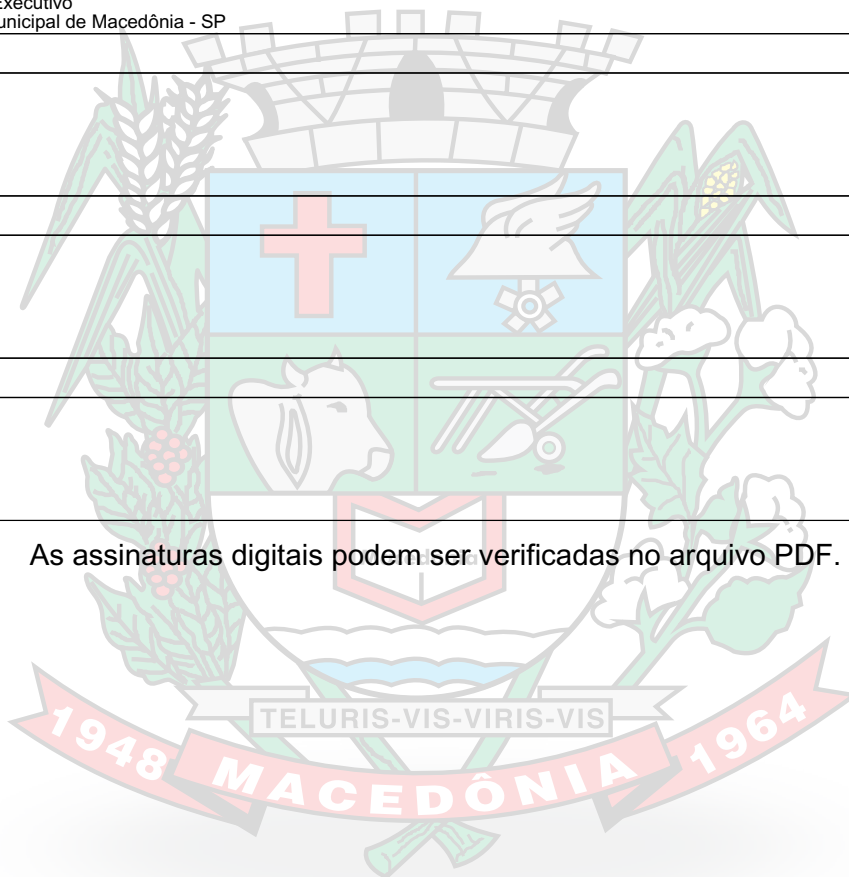 Executivo
unicipal de Macedônia - SP
As assinaturas digitais podem ser verificadas no arquivo PDF.
TELURIS-VIS-VIRIS-VIS
1948 MACEDÔNIA 1964